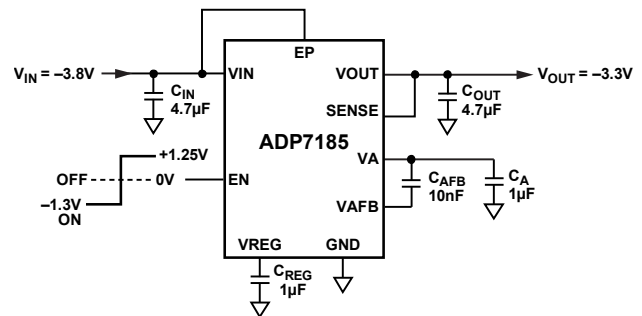 EP
V_IN = –3.8V
VIN
VOUT
V_OUT = –3.3V
C_IN
4.7µF
C_OUT
4.7µF
SENSE
ADP7185
+1.25V
VA
OFF
0V
EN
C_AFB
10nF
C_A
1µF
–1.3V
ON
VAFB
VREG
GND
C_REG
1µF